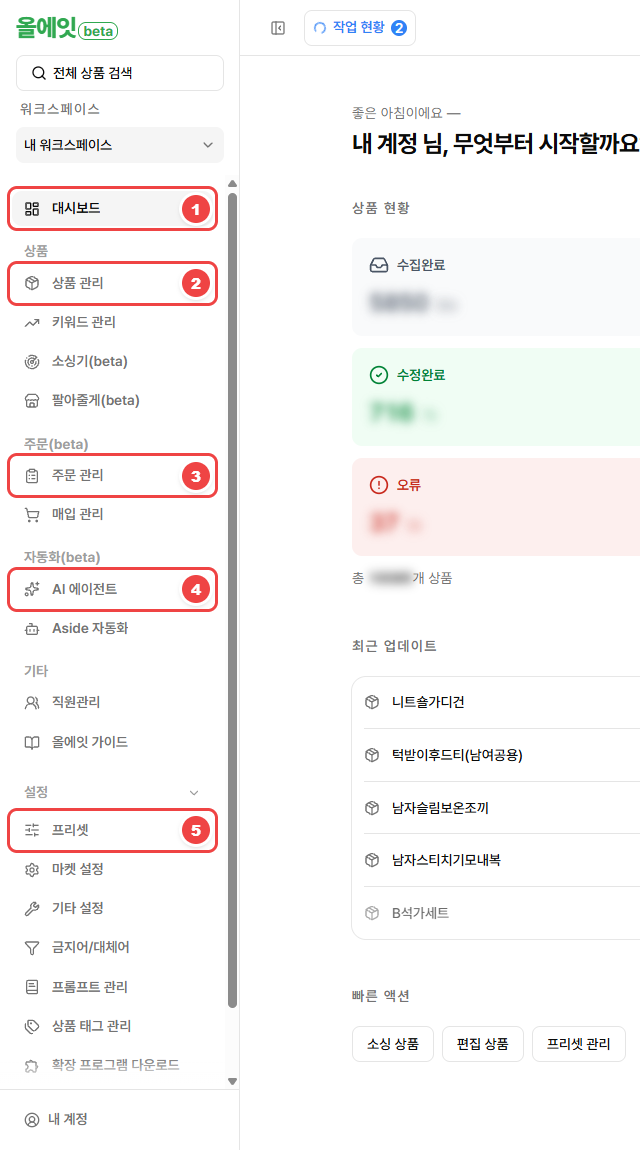 올에잇 beta
전체 상품 검색
워크스페이스
내 워크스페이스
대시보드 1
상품
상품 관리 2
키워드 관리
소싱기(beta)
팔아줄게(beta)
주문(beta)
주문 관리 3
매입 관리
자동화(beta)
AI 에이전트 4
Aside 자동화
기타
직원관리
올에잇 가이드
설정
프리셋 5
마켓 설정
기타 설정
금지어/대체어
프롬프트 관리
상품 태그 관리
확장 프로그램 다운로드
내 계정
작업 현황 2
좋은 아침이에요 —
내 계정 님, 무엇부터 시작할까요
상품 현황
수집완료
수정완료
오류
총 개 상품
최근 업데이트
니트숄가디건
턱받이후드티(남여공용)
남자슬림보온조끼
남자스티치기모내복
B석가세트
빠른 액션
소싱 상품
편집 상품
프리셋 관리